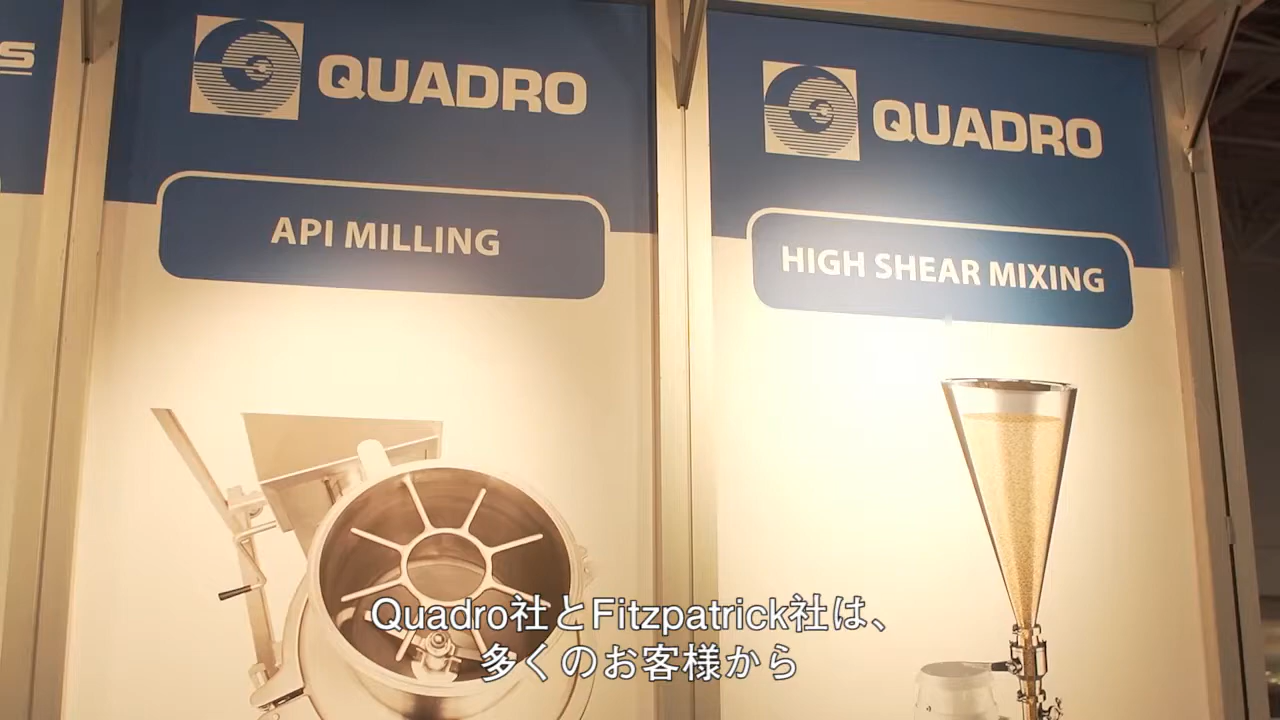 QUADRO
API MILLING
QUADRO
HIGH SHEAR MIXING
Quadro社とFitzpatrick社は、
多くのお客様から